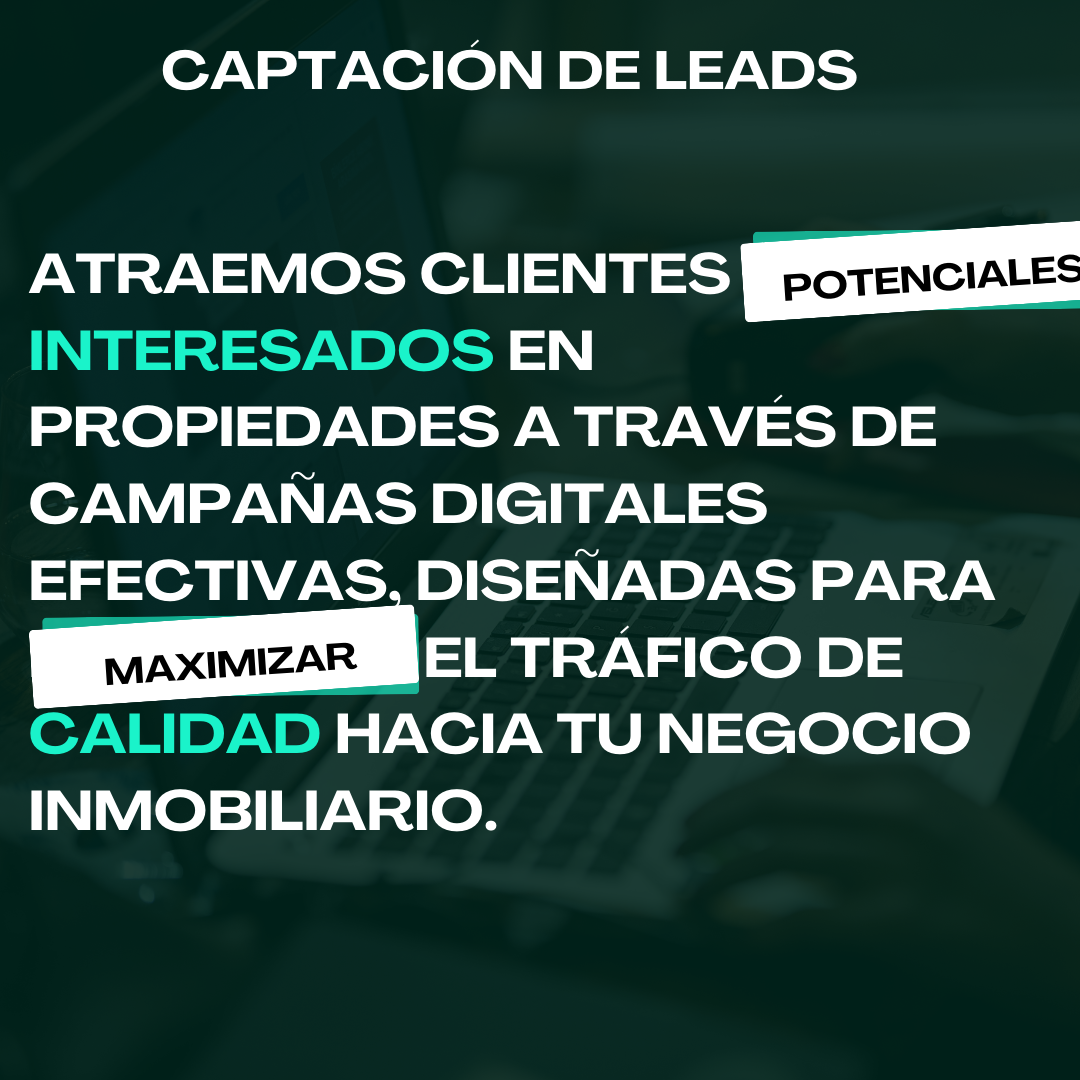 CAPTACIÓN DE LEADS
ATRAEMOS CLIENTES POTENCIALES
INTERESADOS EN
PROPIEDADES A TRAVÉS DE
CAMPAÑAS DIGITALES
EFECTIVAS, DISEÑADAS PARA
MAXIMIZAR EL TRÁFICO DE
CALIDAD HACIA TU NEGOCIO
INMOBILIARIO.